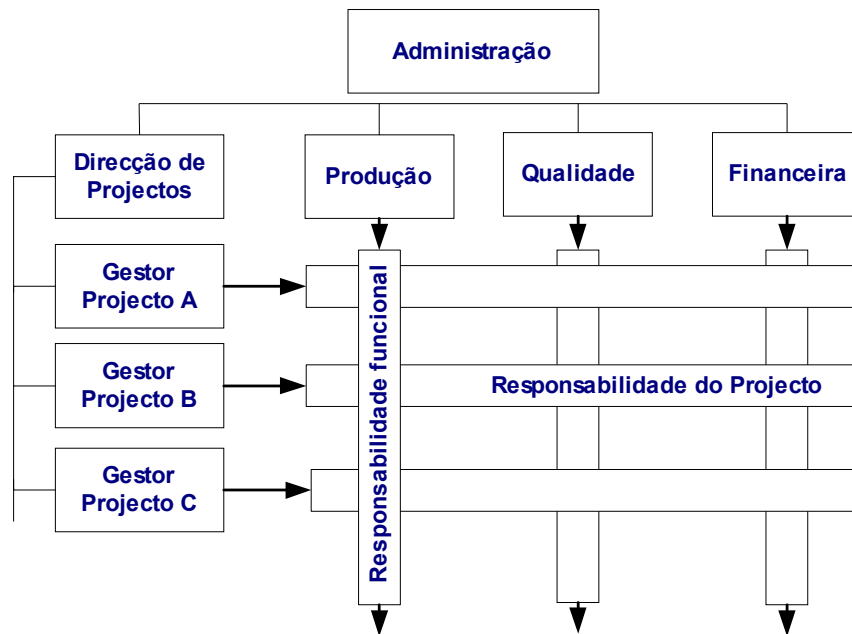 Administração
Direcção de
Projectos
Produção
Qualidade
Financeira
Gestor
Projecto A
Gestor
Projecto B
Gestor
Projecto C
Responsabilidade funcional
Responsabilidade do Projecto